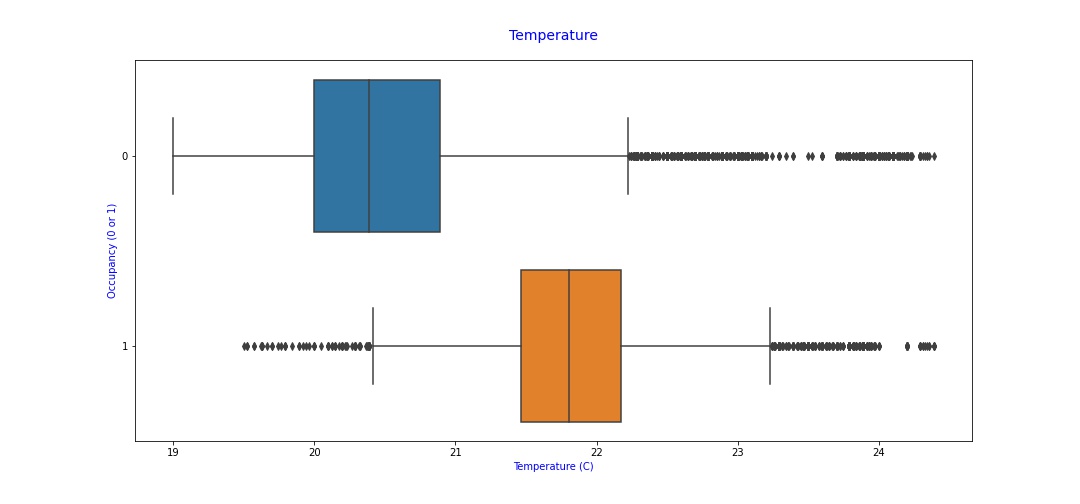 Temperature
0
Occupancy (0 or 1)
1
19 20 21 22 23 24
Temperature (C)